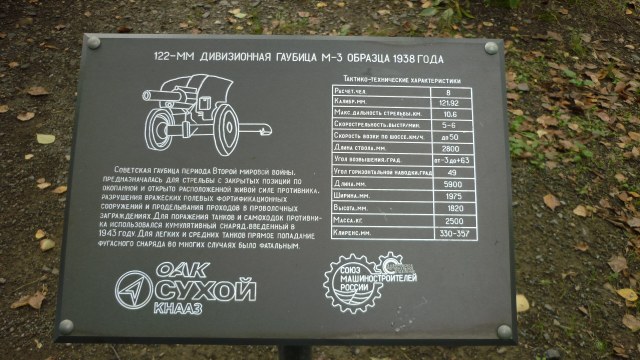 122-мм дивизионная гаубица М-3 образца 1938 года
Советская гаубица периода Второй мировой войны,
предназначалась для стрельбы с закрытых позиций по
окопанной и открыто расположенной живой силе противника,
разрушения вражеских полевых фортификационных
сооружений и проделывания проходов в проволочных
заграждениях. Для поражения танков и самоходок противни-
ка использовался кумулятивный снаряд, введенный в
1943 году. Для легких и средних танков прямое попадание
фугасного снаряда во многих случаях было фатальным.
Тактико-технические характеристики
Расчет, чел. 8
Калибр, мм. 121.92
Макс. дальность стрельбы, км. 10,6
Скорострельность, выстр/мин. 5-6
Скорость возки по шоссе, км/ч. до 50
Длина ствола, мм. 2800
Угол возвышения, град. от-3 до+63
Угол горизонтальной наводки, град. 49
Длина, мм. 5900
Ширина, мм. 1975
Высота, мм. 1820
Масса, кг 2500
Клиренс, мм. 330-357
ОАК
СУХОЙ
КНААЗ
СОЮЗ
МАШИНОСТРОИТЕЛЕЙ
РОССИИ